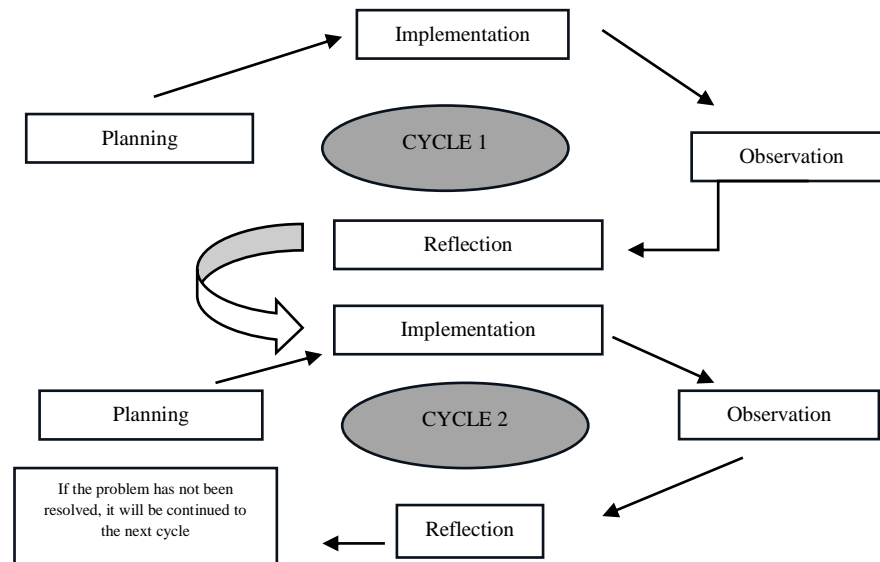 Implementation
Planning
CYCLE 1
Observation
Reflection
Implementation
Planning
CYCLE 2
Observation
If the problem has not been
resolved, it will be continued to
the next cycle
Reflection